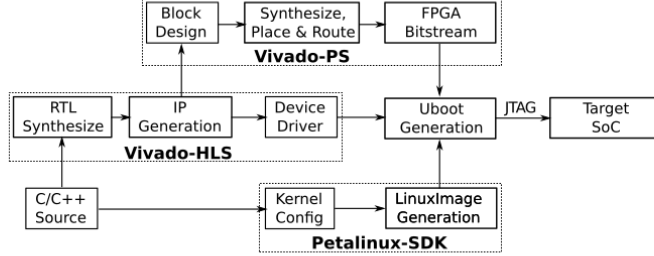 Block
Design
Synthesize,
Place & Route
FPGA
Bitstream
Vivado-PS
RTL
Synthesize
IP
Generation
Device
Driver
Uboot
Generation
JTAG
Target
SoC
Vivado-HLS
C/C++
Source
Kernel
Config
LinuxImage
Generation
Petalinux-SDK